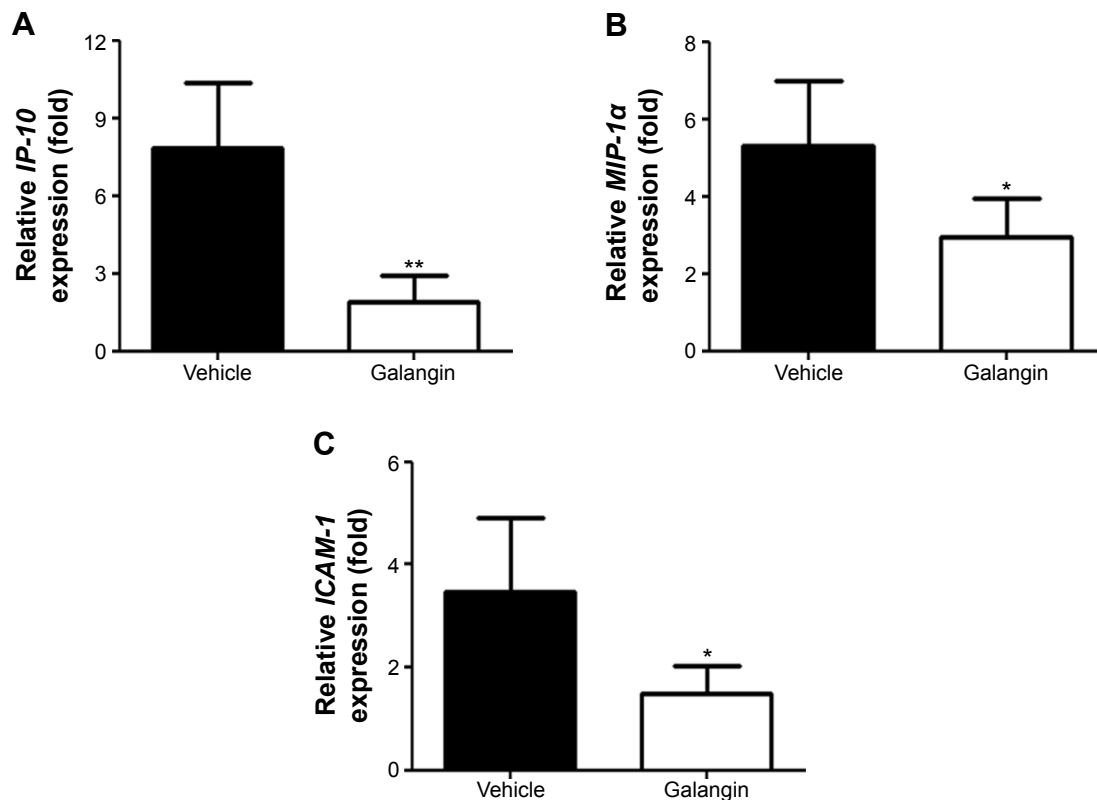 A
Relative IP-10
expression (fold)
12
9
6
3
0
**
Vehicle
Galangin
B
Relative MIP-1α
expression (fold)
8
6
4
2
0
*
Vehicle
Galangin
C
Relative ICAM-1
expression (fold)
6
4
2
0
*
Vehicle
Galangin